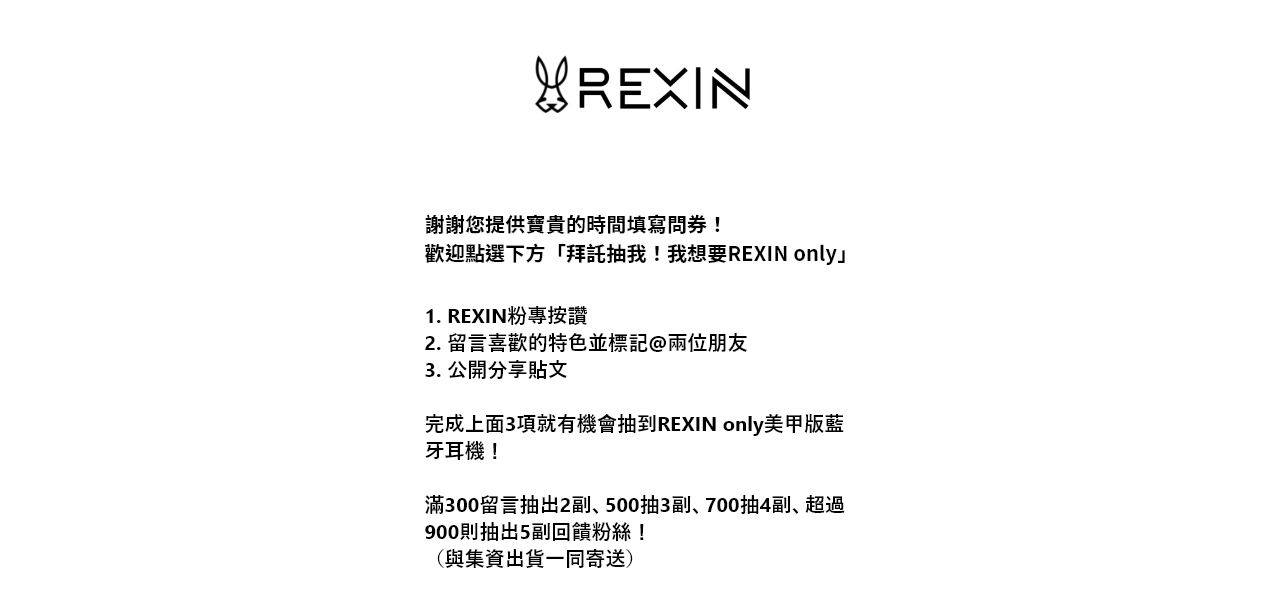 REXIN
謝謝您提供寶貴的時間填寫問券！
歡迎點選下方「拜託抽我！我想要REXIN only」
1. REXIN粉專按讚
2. 留言喜歡的特色並標記@兩位朋友
3. 公開分享貼文
完成上面3項就有機會抽到REXIN only美甲版藍
牙耳機！
滿300留言抽出2副、500抽3副、700抽4副、超過
900則抽出5副回饋粉絲！
（與集資出貨一同寄送）